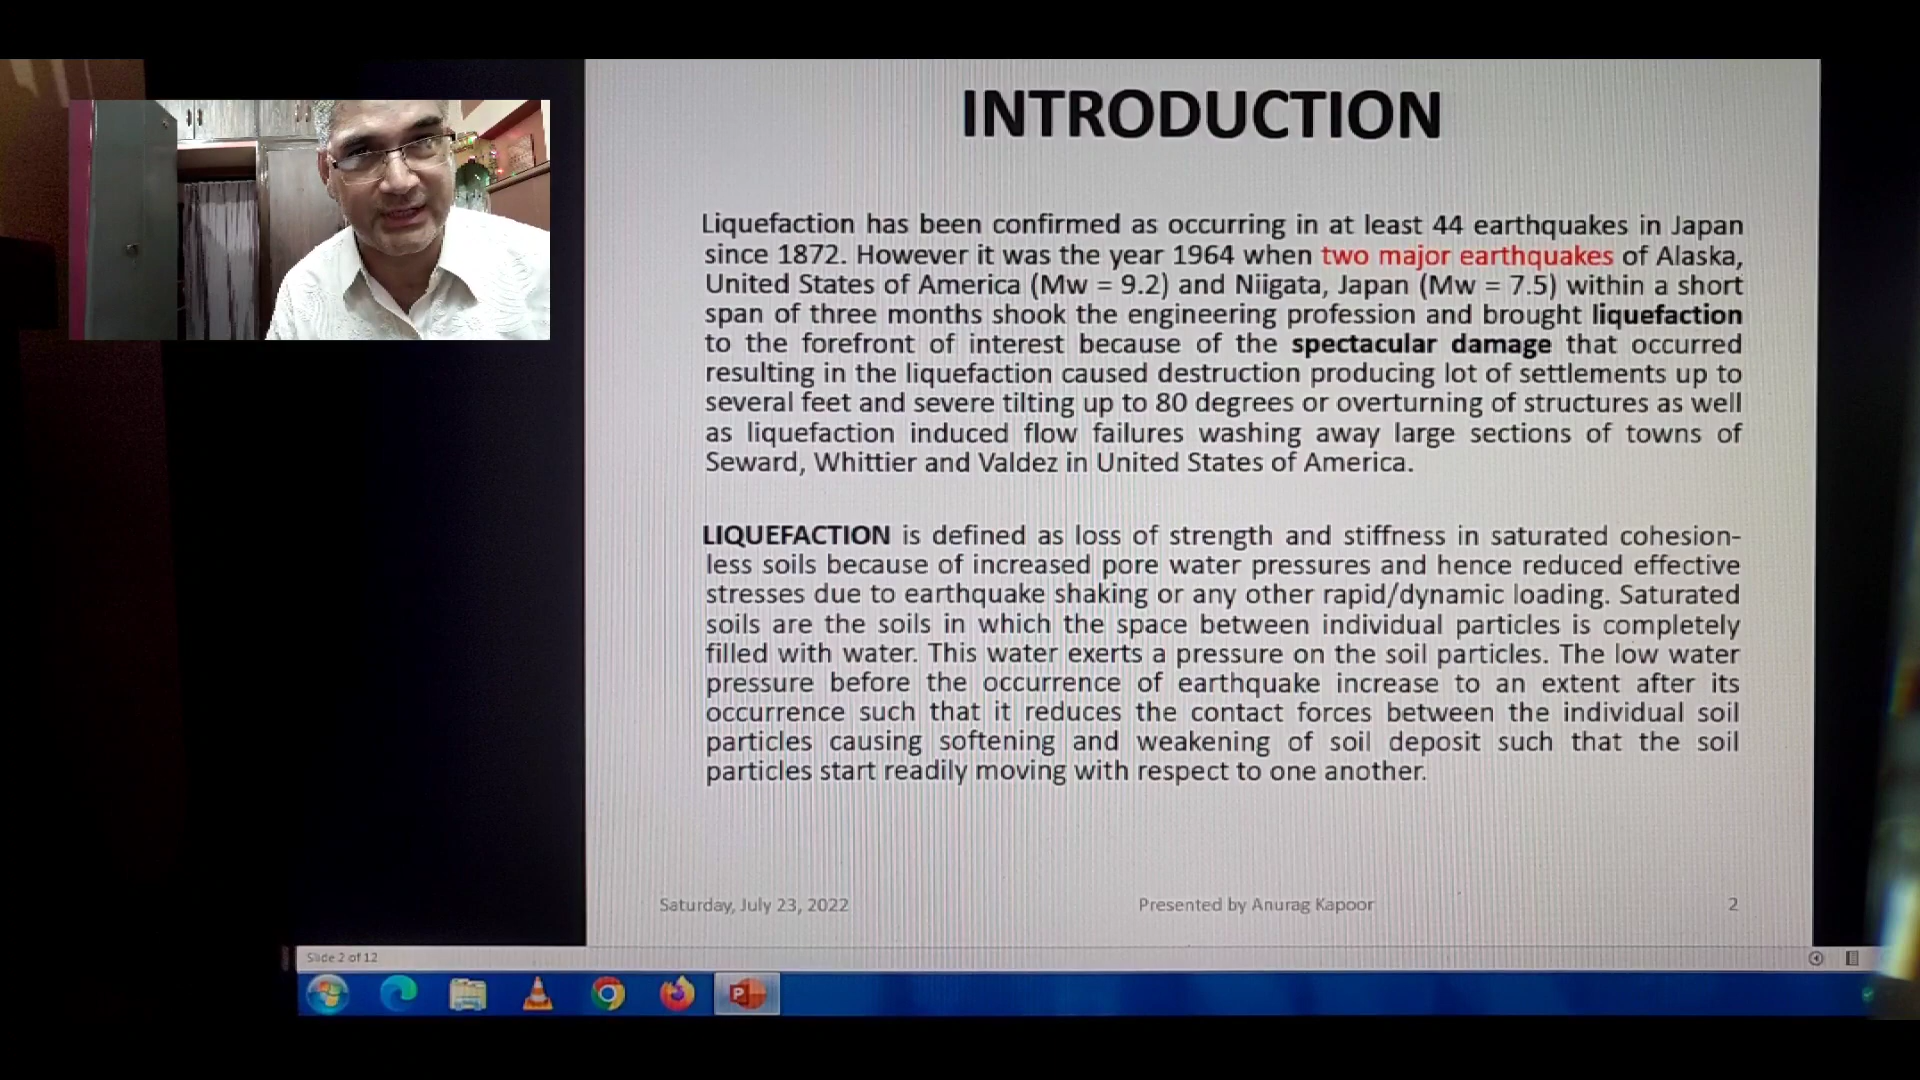 INTRODUCTION
Liquefaction has been confirmed as occurring in at least 44 earthquakes in Japan
since 1872. However it was the year 1964 when two major earthquakes of Alaska,
United States of America (Mw = 9.2) and Niigata, Japan (Mw = 7.5) within a short
span of three months shook the engineering profession and brought liquefaction
to the forefront of interest because of the spectacular damage that occurred
resulting in the liquefaction caused destruction producing lot of settlements up to
several feet and severe tilting up to 80 degrees or overturning of structures as well
as liquefaction induced flow failures washing away large sections of towns of
Seward, Whittier and Valdez in United States of America.
LIQUEFACTION is defined as loss of strength and stiffness in saturated cohesion-
less soils because of increased pore water pressures and hence reduced effective
stresses due to earthquake shaking or any other rapid/dynamic loading. Saturated
soils are the soils in which the space between individual particles is completely
filled with water. This water exerts a pressure on the soil particles. The low water
pressure before the occurrence of earthquake increase to an extent after its
occurrence such that it reduces the contact forces between the individual soil
particles causing softening and weakening of soil deposit such that the soil
particles start readily moving with respect to one another.
Saturday, July 23, 2022 Presented by Anurag Kapoor 2
Slide 2 of 12
P